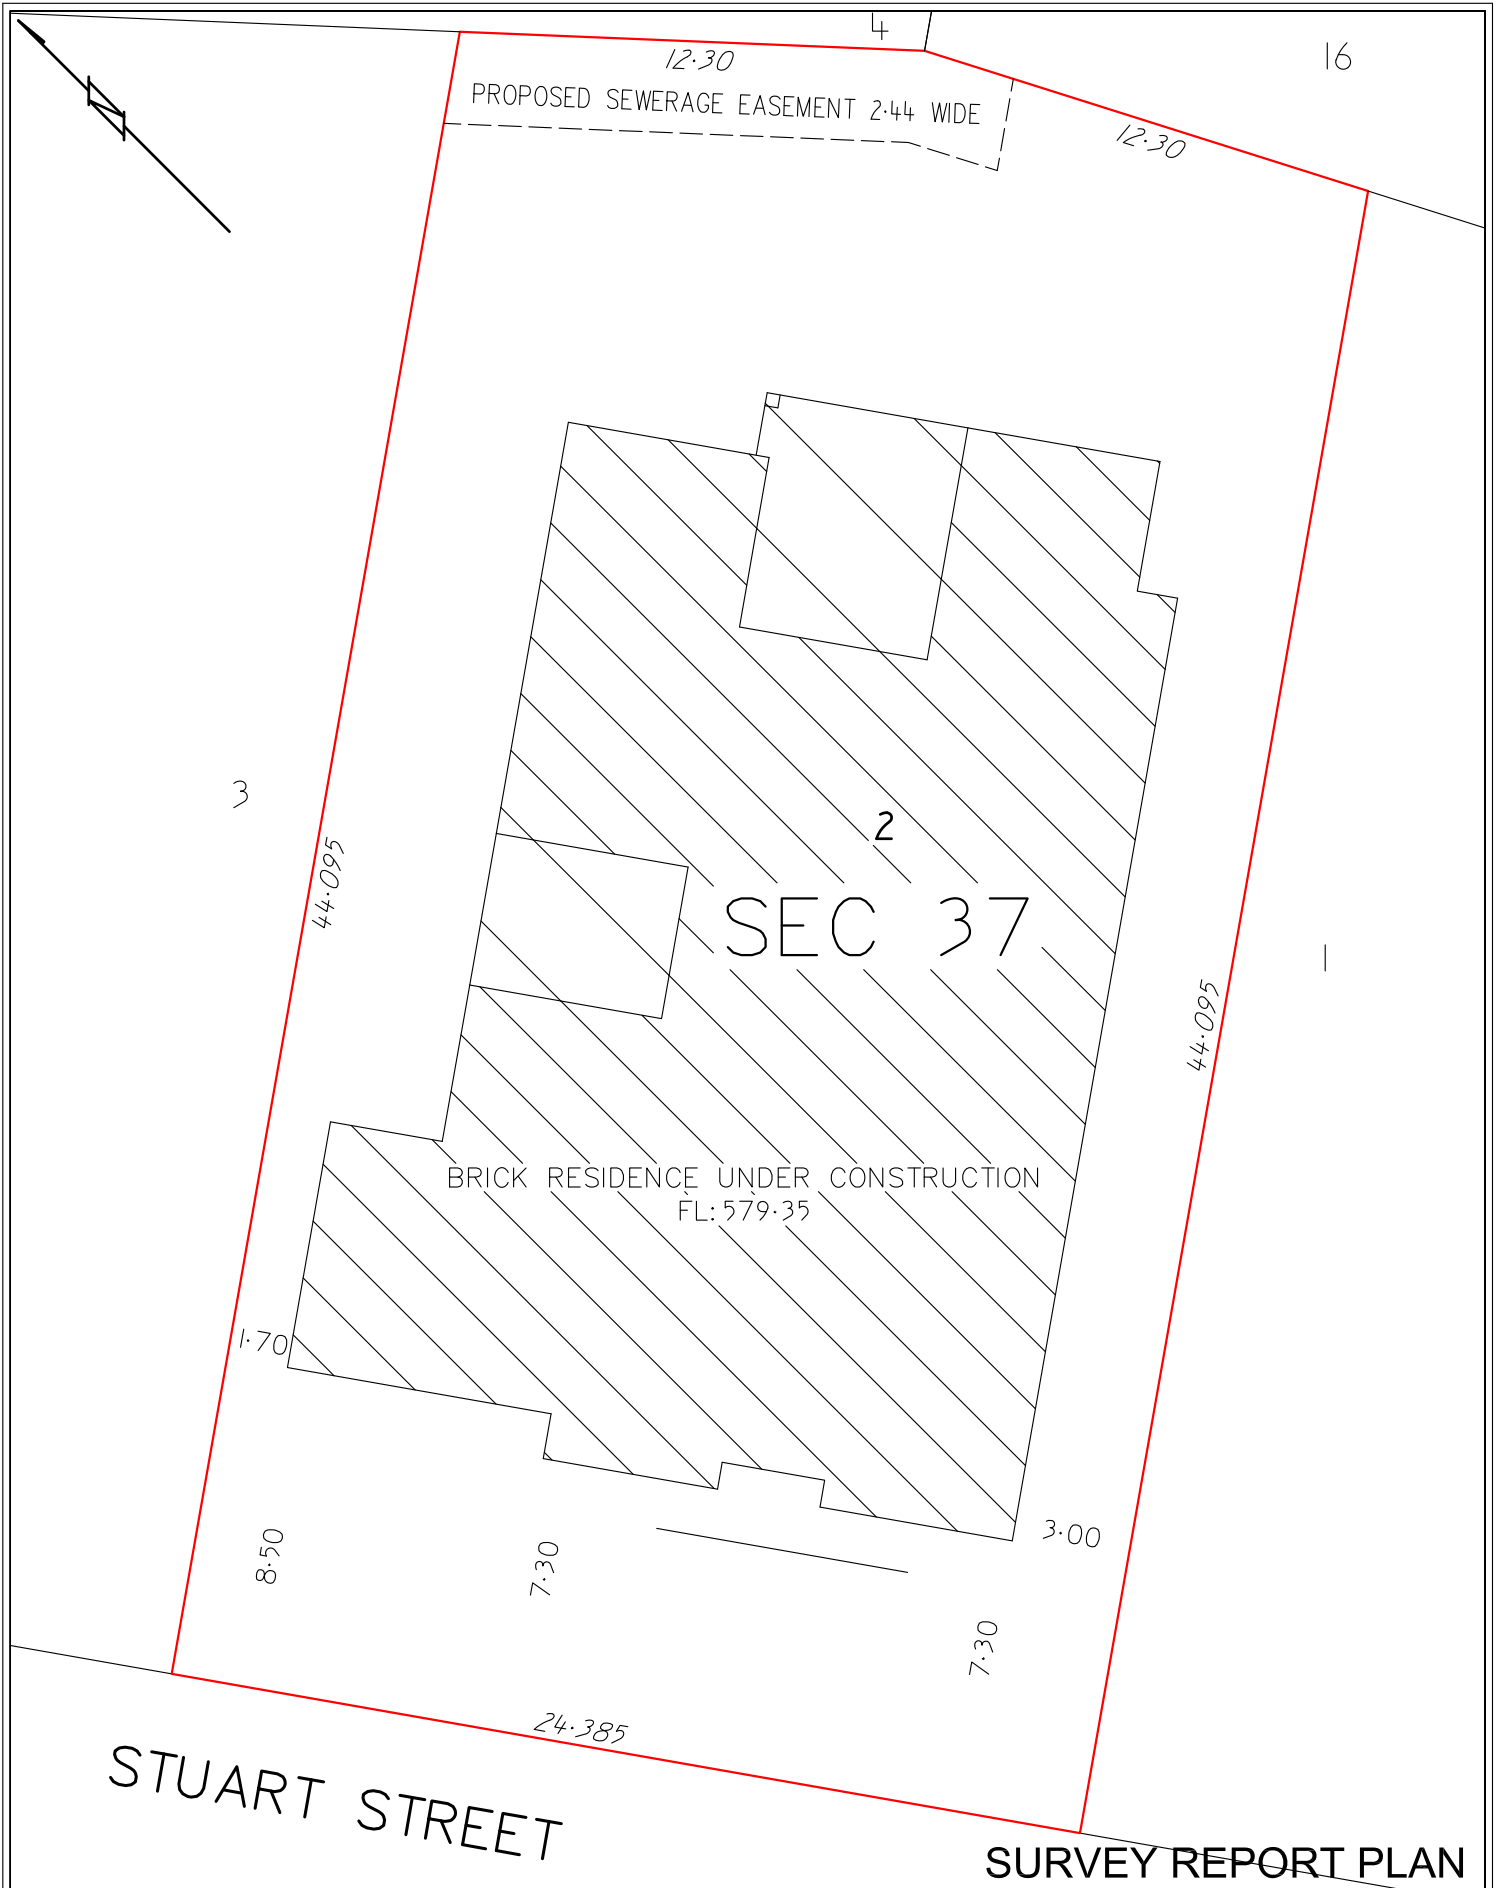 4
16
12·30
PROPOSED SEWERAGE EASEMENT 2·44 WIDE
12·30
N
3
2
44·095
SEC 37
1
44·095
BRICK RESIDENCE UNDER CONSTRUCTION
FL: 579·35
1·70
3·00
8·50
7·30
7·30
24·385
STUART STREET
SURVEY REPORT PLAN